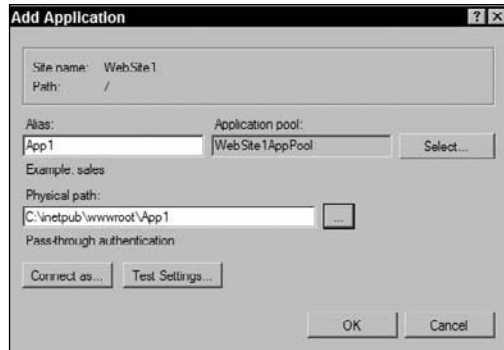 Add Application
Site name: WebSite1
Path: /
Alias:
Application pool:
App1
WebSite1AppPool
Select...
Example: sales
Physical path:
C:\inetpub\wwwroot\App1
...
Pass-through authentication
Connect as...
Test Settings...
OK
Cancel